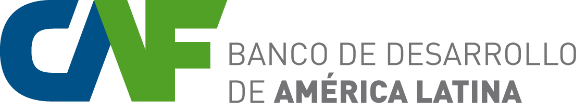 CAF
BANCO DE DESARROLLO
DE AMÉRICA LATINA